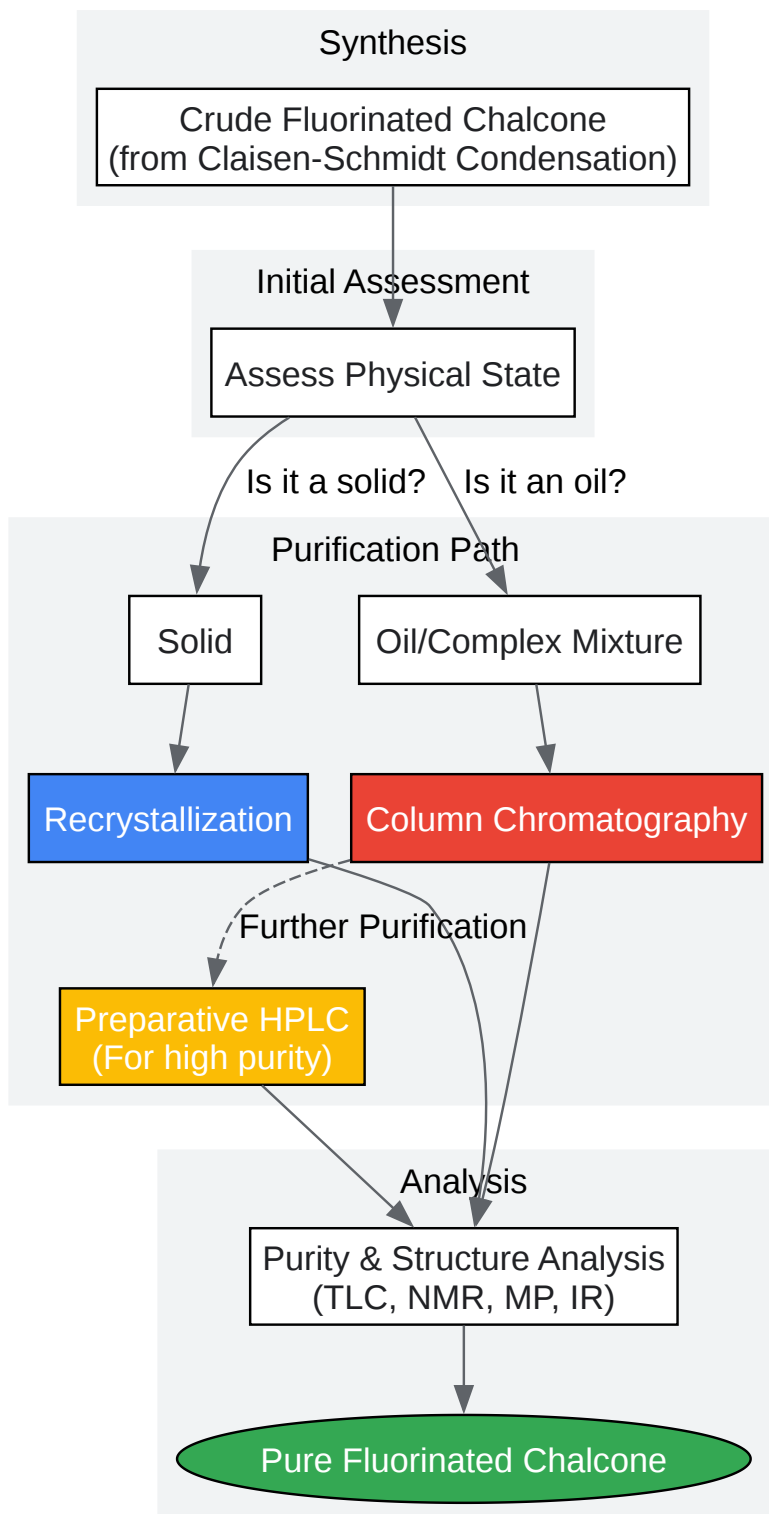 Synthesis
Crude Fluorinated Chalcone
(from Claisen-Schmidt Condensation)
Initial Assessment
Assess Physical State
Is it a solid?
Is it an oil?
Purification Path
Solid
Oil/Complex Mixture
Recrystallization
Column Chromatography
Further Purification
Preparative HPLC
(For high purity)
Analysis
Purity & Structure Analysis
(TLC, NMR, MP, IR)
Pure Fluorinated Chalcone